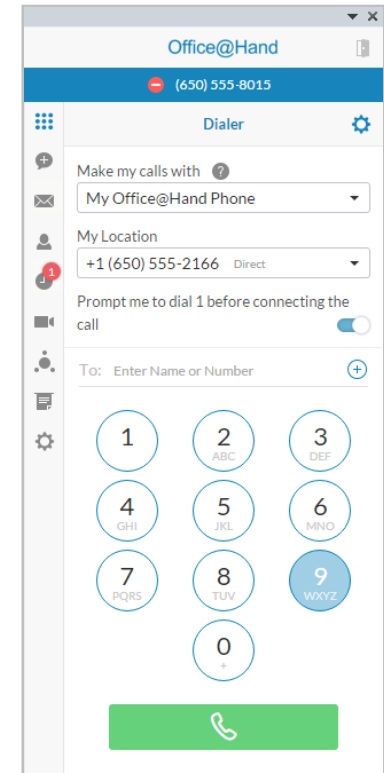 Office@Hand
(650) 555-8015
Dialer
Make my calls with ?
My Office@Hand Phone
My Location
1
+1 (650) 555-2166 Direct
Prompt me to dial 1 before connecting the
call
To: Enter Name or Number
1 2 3
ABC DEF
4 5 6
GHI JKL MNO
7 8 9
PQRS TUV WXYZ
0
+